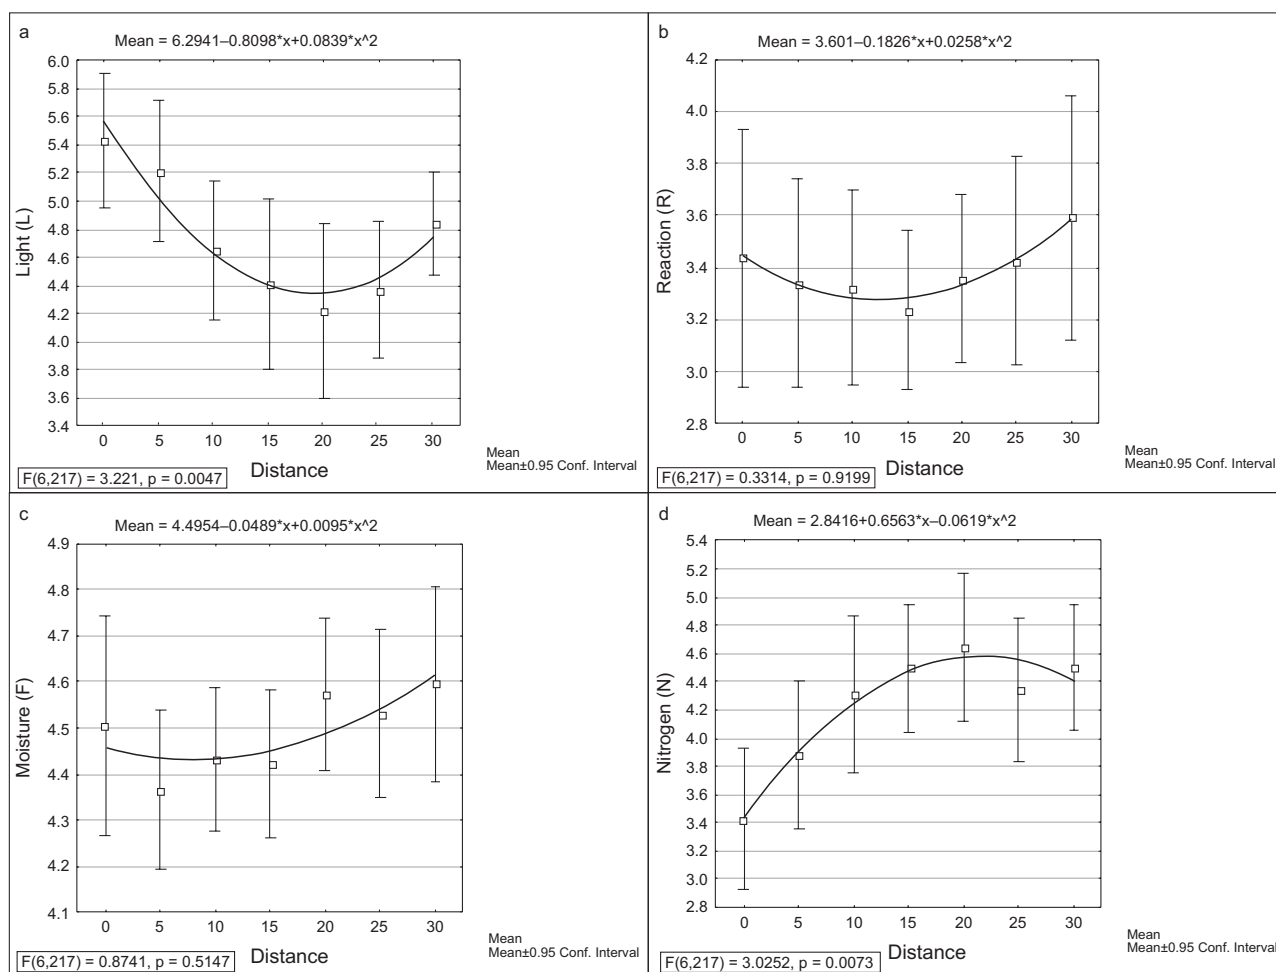 a
Mean = 6.2941–0.8098*x+0.0839*x^2
6.0
5.8
5.6
5.4
5.2
5.0
4.8
4.6
4.4
4.2
4.0
3.8
3.6
3.4
Light (L)
0 5 10 15 20 25 30
Distance
Mean
Mean±0.95 Conf. Interval
F(6,217) = 3.221, p = 0.0047
b
Mean = 3.601–0.1826*x+0.0258*x^2
4.2
4.0
3.8
3.6
3.4
3.2
3.0
2.8
Reaction (R)
0 5 10 15 20 25 30
Distance
Mean
Mean±0.95 Conf. Interval
F(6,217) = 0.3314, p = 0.9199
c
Mean = 4.4954–0.0489*x+0.0095*x^2
4.9
4.8
4.7
4.6
4.5
4.4
4.3
4.2
4.1
Moisture (F)
0 5 10 15 20 25 30
Distance
Mean
Mean±0.95 Conf. Interval
F(6,217) = 0.8741, p = 0.5147
d
Mean = 2.8416+0.6563*x–0.0619*x^2
5.4
5.2
5.0
4.8
4.6
4.4
4.2
4.0
3.8
3.6
3.4
3.2
3.0
2.8
Nitrogen (N)
0 5 10 15 20 25 30
Distance
Mean
Mean±0.95 Conf. Interval
F(6,217) = 3.0252, p = 0.0073